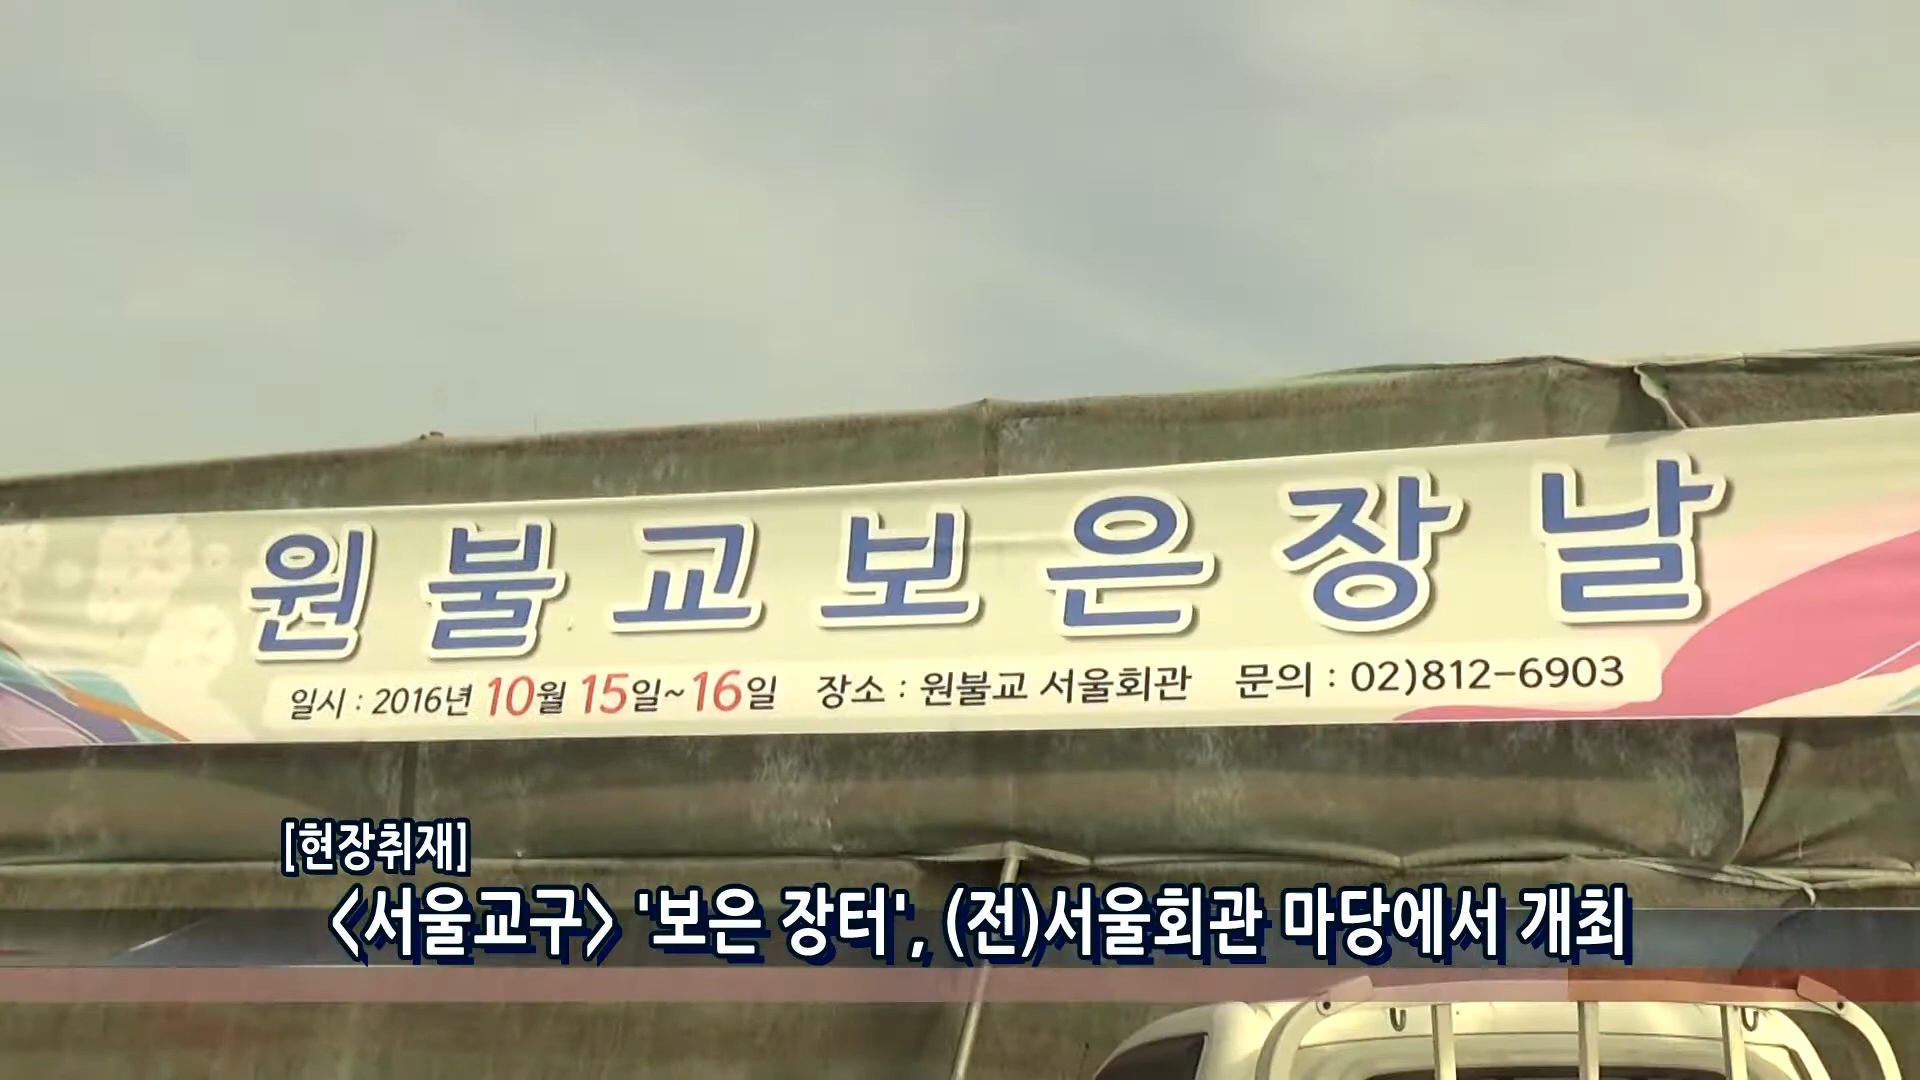 원불교보은장날
일시 : 2016년 10월 15일~16일 장소 : 원불교 서울회관 문의 : 02)812-6903
[현장취재]
<서울교구> '보은 장터', (전)서울회관 마당에서 개최